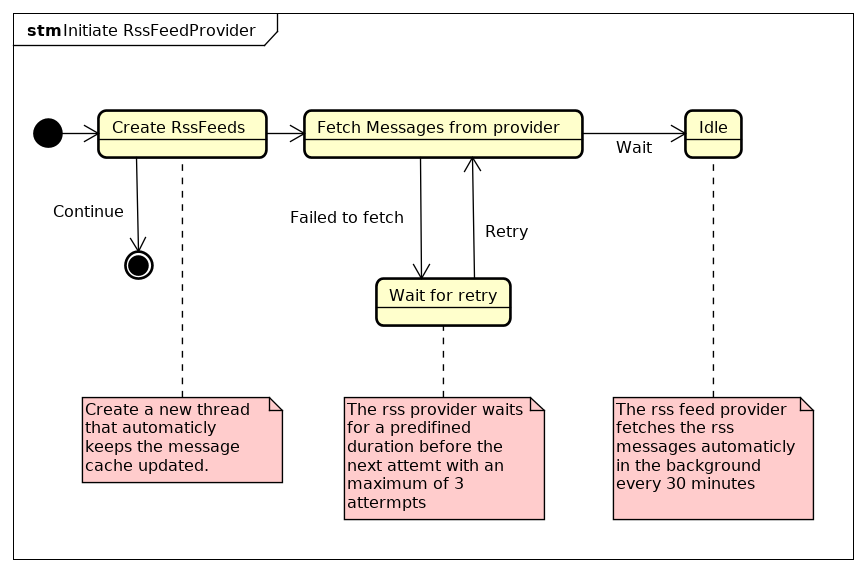 stm Initiate RssFeedProvider
Create RssFeeds
Fetch Messages from provider
Idle
Wait
Continue
Failed to fetch
Retry
Wait for retry
Create a new thread
that automaticly
keeps the message
cache updated.
The rss provider waits
for a predifined
duration before the
next attemt with an
maximum of 3
attermpts
The rss feed provider
fetches the rss
messages automaticly
in the background
every 30 minutes